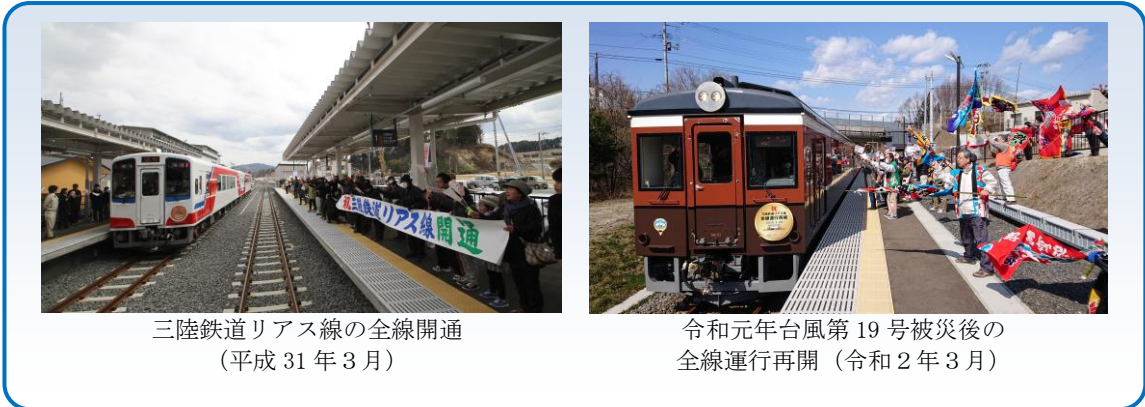 祝 三陸鉄道リアス線 開通
三陸鉄道リアス線の全線開通
（平成 31 年３月）
令和元年台風第 19 号被災後の
全線運行再開（令和２年３月）